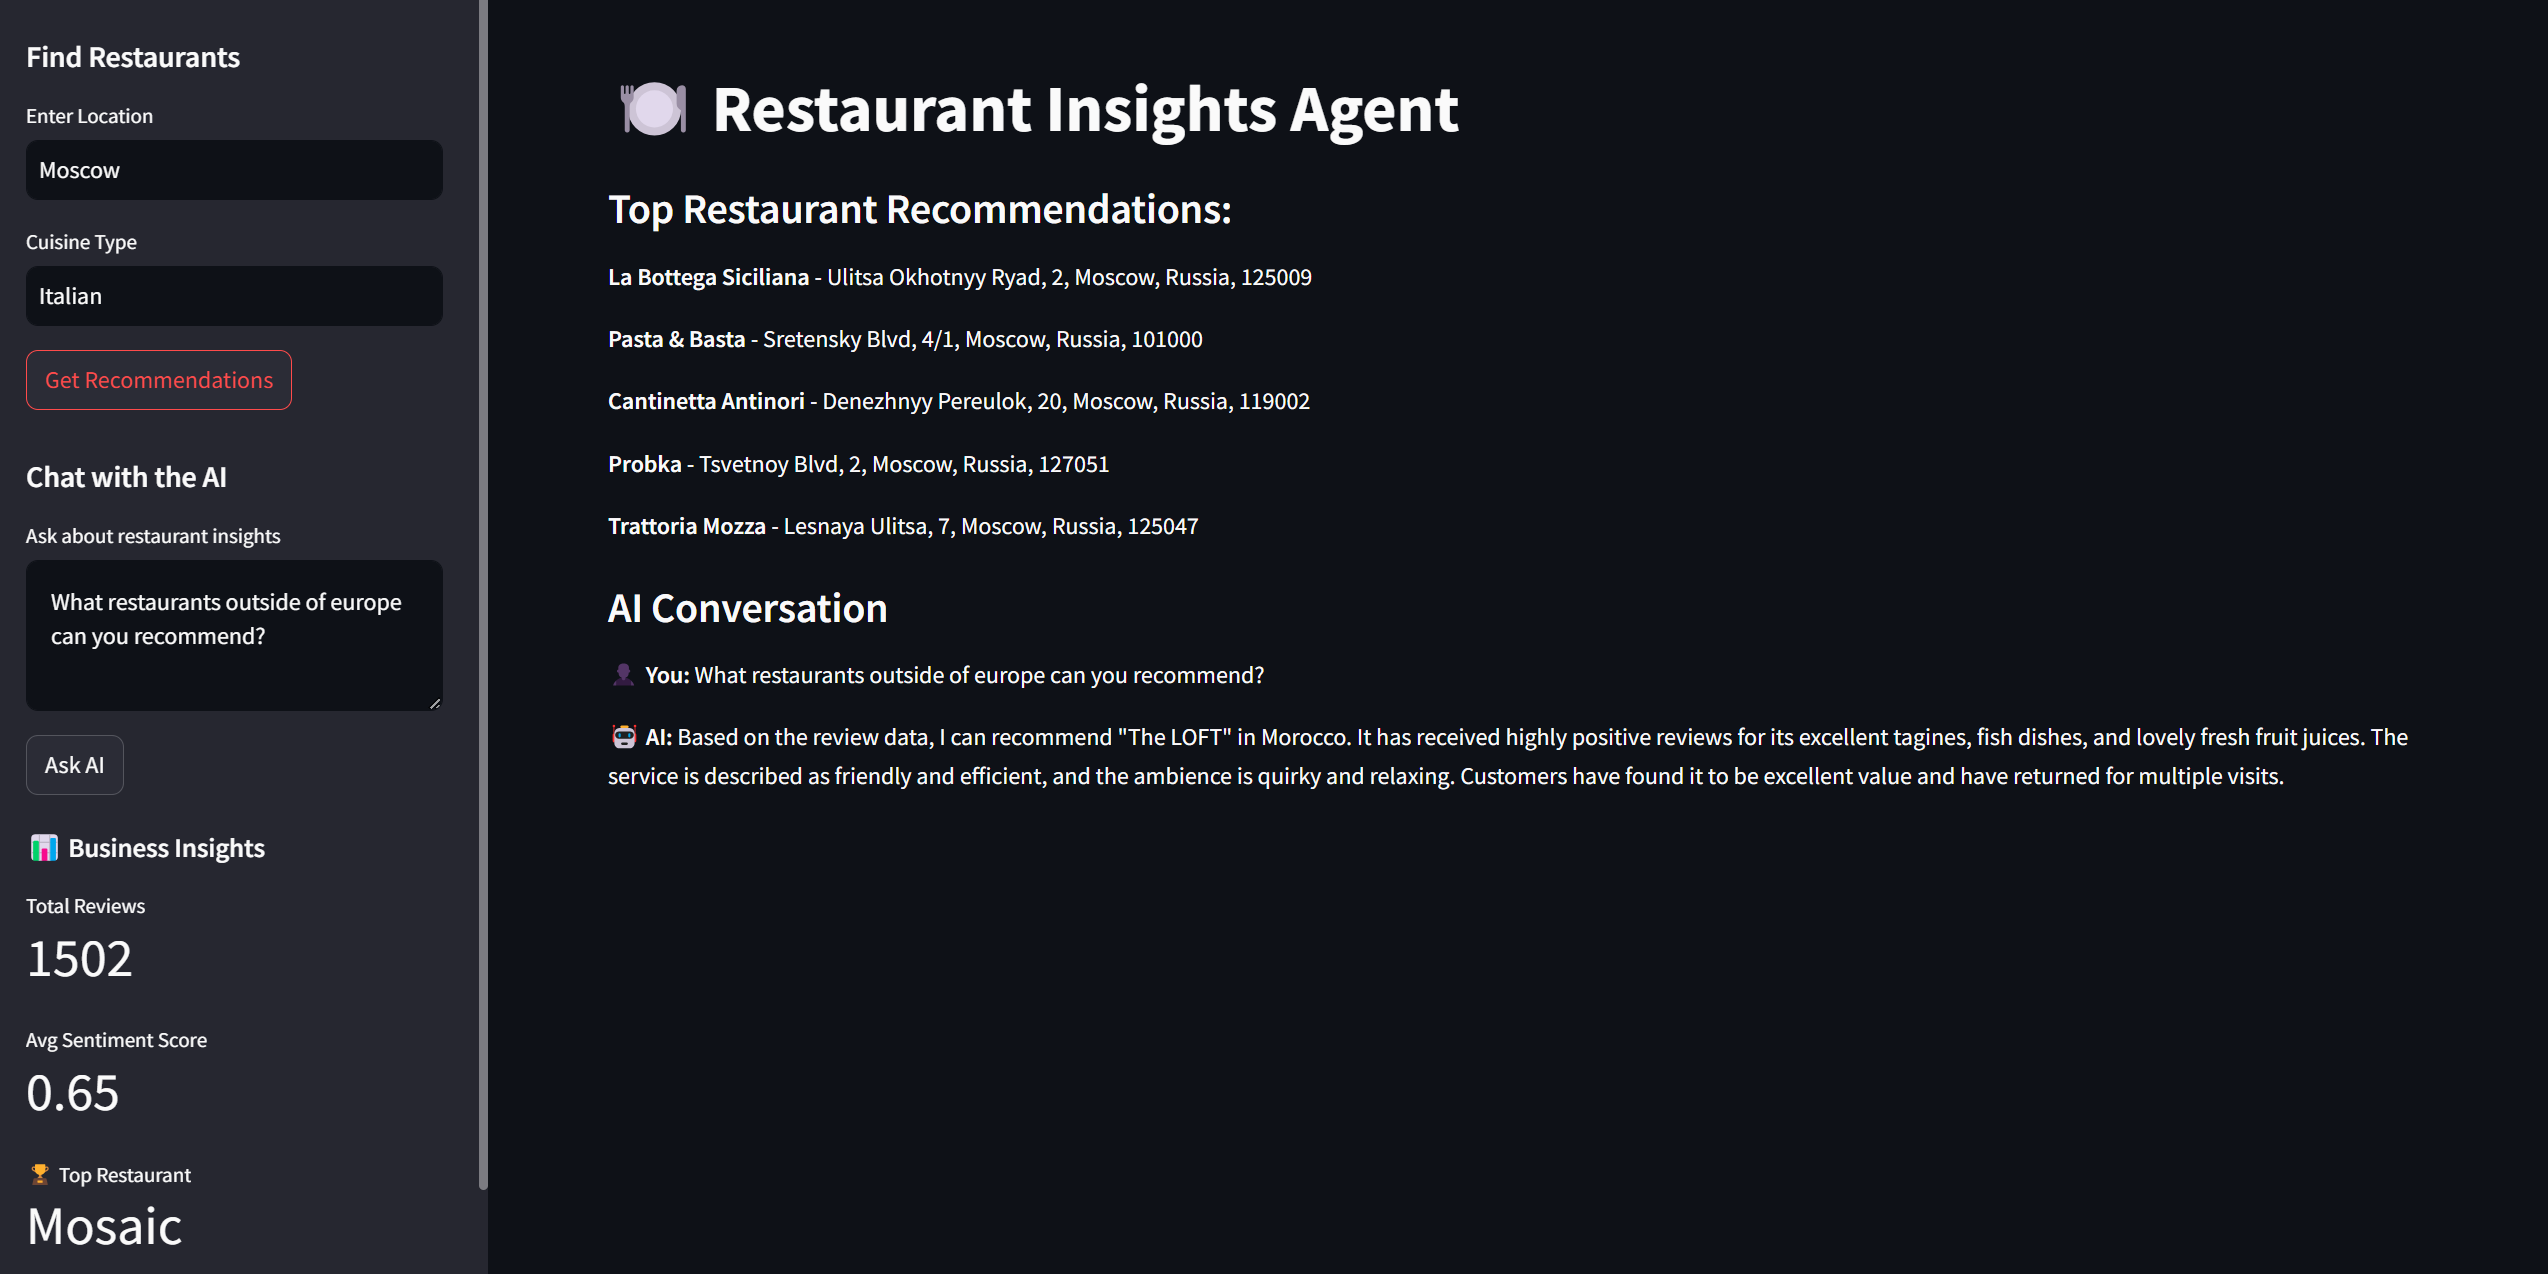 Find Restaurants
Enter Location
Moscow
Cuisine Type
Italian
Get Recommendations
Chat with the AI
Ask about restaurant insights
What restaurants outside of europe
can you recommend?
Ask AI
Business Insights
Total Reviews
1502
Avg Sentiment Score
0.65
Top Restaurant
Mosaic
Restaurant Insights Agent
Top Restaurant Recommendations:
La Bottega Siciliana - Ulitsa Okhotnyy Ryad, 2, Moscow, Russia, 125009
Pasta & Basta - Sretensky Blvd, 4/1, Moscow, Russia, 101000
Cantinetta Antinori - Denezhnyy Pereulok, 20, Moscow, Russia, 119002
Probka - Tsvetnoy Blvd, 2, Moscow, Russia, 127051
Trattoria Mozza - Lesnaya Ulitsa, 7, Moscow, Russia, 125047
AI Conversation
You: What restaurants outside of europe can you recommend?
AI: Based on the review data, I can recommend "The LOFT" in Morocco. It has received highly positive reviews for its excellent tagines, fish dishes, and lovely fresh fruit juices. The
service is described as friendly and efficient, and the ambience is quirky and relaxing. Customers have found it to be excellent value and have returned for multiple visits.